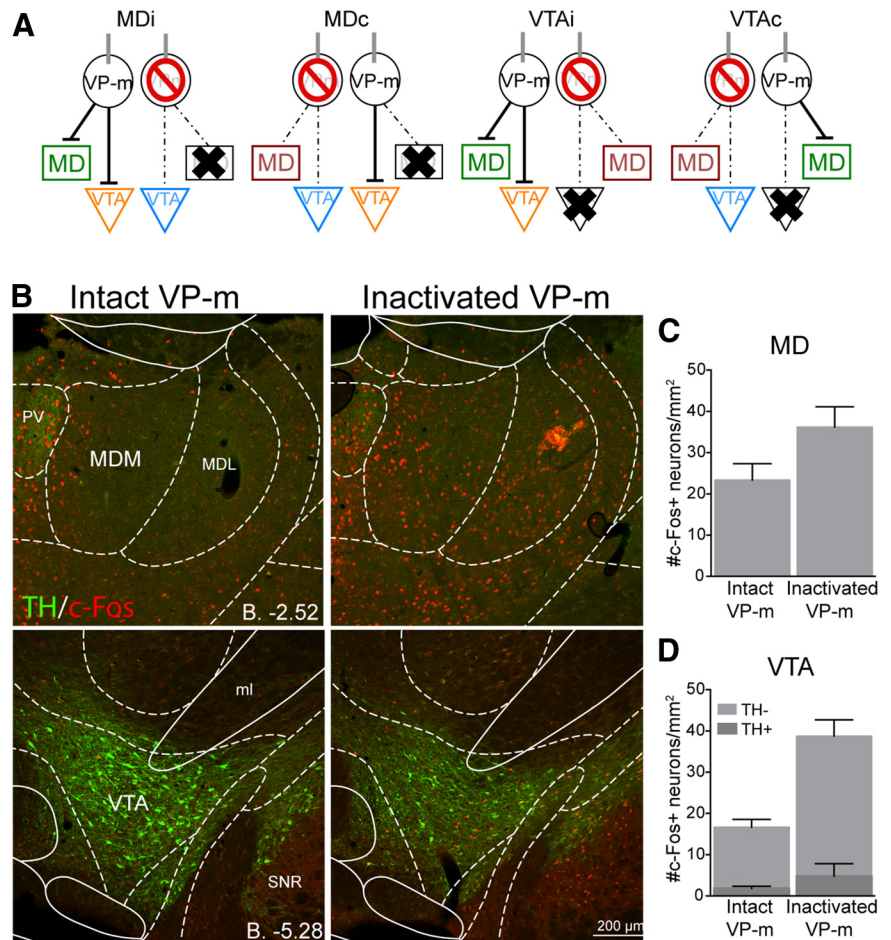 A
MDi
MDc
VTAi
VTAc
VP-m
VP-m
VP-m
VP-m
MD
MD
MD
MD
MD
MD
VTA
VTA
VTA
VTA
VTA
VTA
B
Intact VP-m
Inactivated VP-m
PV
MDM
MDL
TH/c-Fos
B. -2.52
ml
VTA
SNR
B. -5.28
200 µm
C
MD
#c-Fos+ neurons/mm²
50
40
30
20
10
0
Intact VP-m
Inactivated VP-m
D
VTA
#c-Fos+ neurons/mm²
TH-
TH+
50
40
30
20
10
0
Intact VP-m
Inactivated VP-m